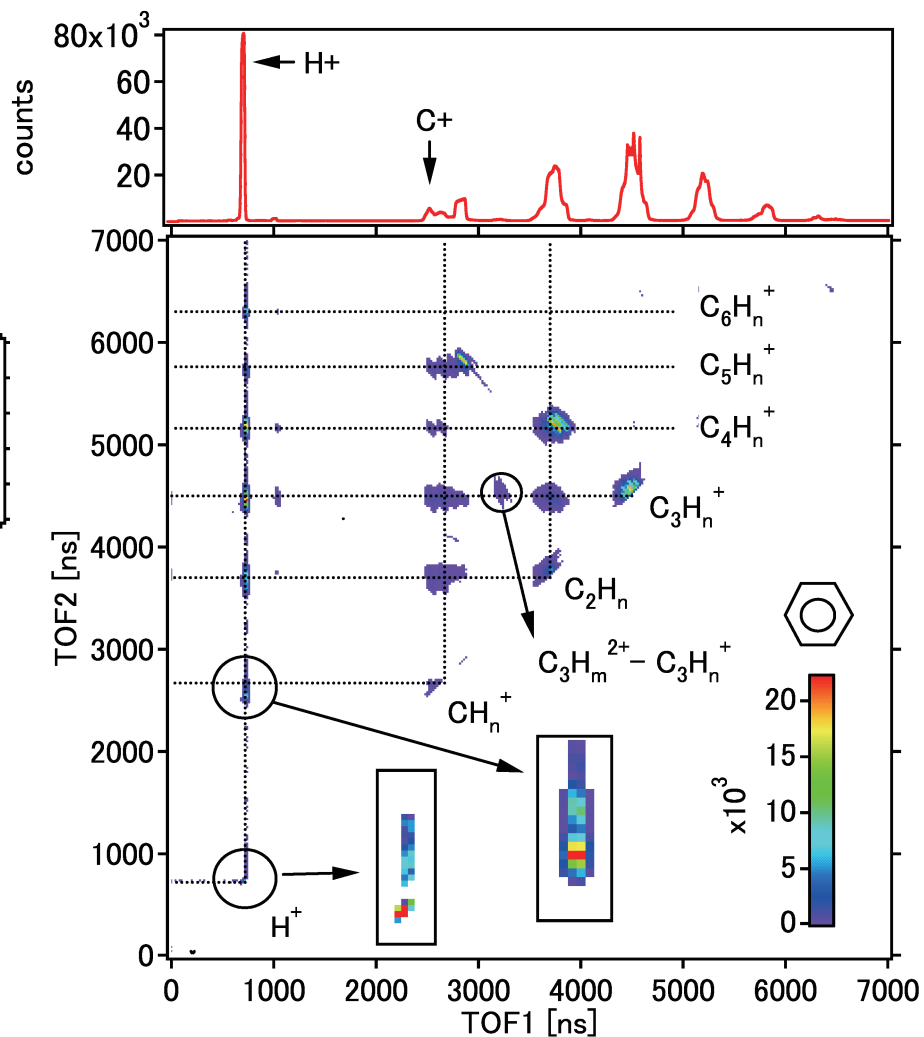 80x10³
60
40
20
counts
H+
C+
7000
6000
5000
4000
3000
2000
1000
0
TOF2 [ns]
C₆Hₙ⁺
C₅Hₙ⁺
C₄Hₙ⁺
C₃Hₙ⁺
C₂Hₙ
C₃Hₘ²⁺– C₃Hₙ⁺
CHₙ⁺
H⁺
20
15
10
5
0
x10³
0 1000 2000 3000 4000 5000 6000 7000
TOF1 [ns]